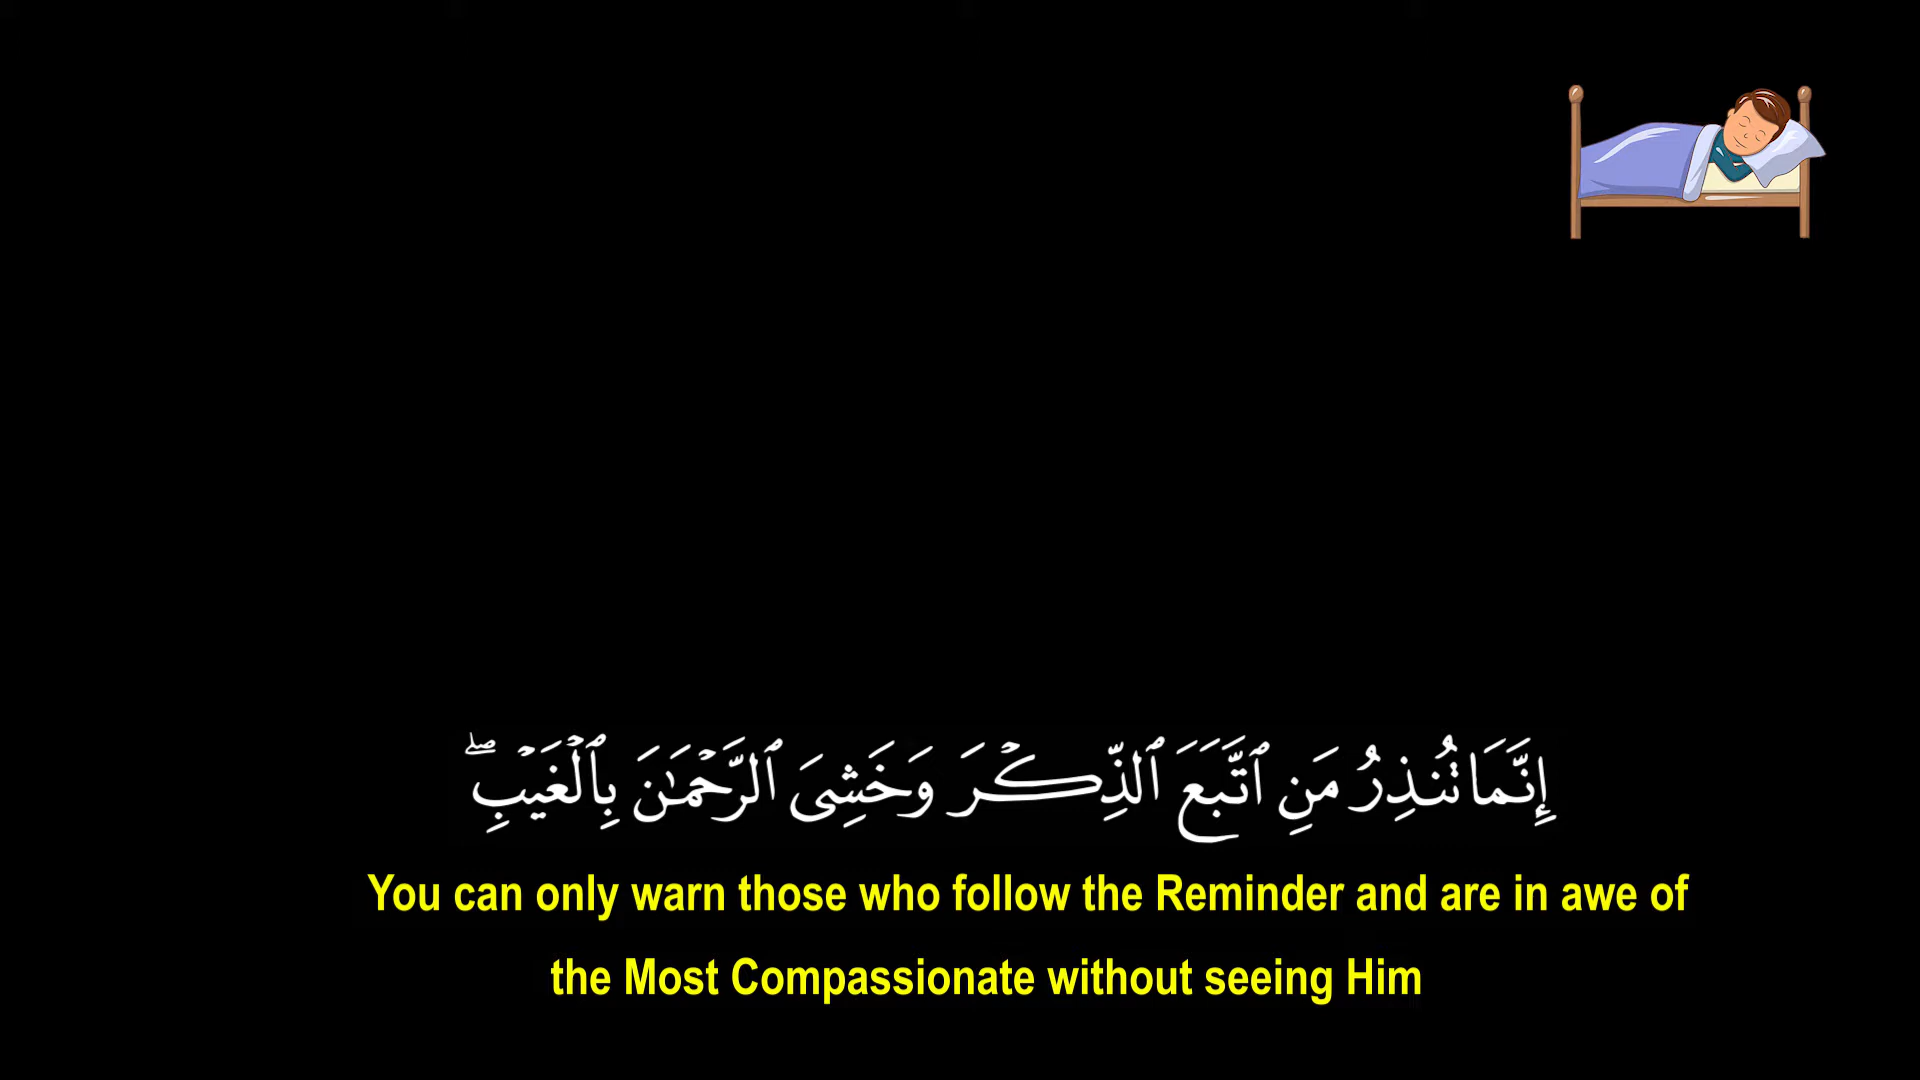 إِنَّمَا تُنذِرُ مَنِ ٱتَّبَعَ ٱلذِّكْرَ وَخَشِىَ ٱلرَّحْمَـٰنَ بِٱلْغَيْبِ ۖ
You can only warn those who follow the Reminder and are in awe of
the Most Compassionate without seeing Him